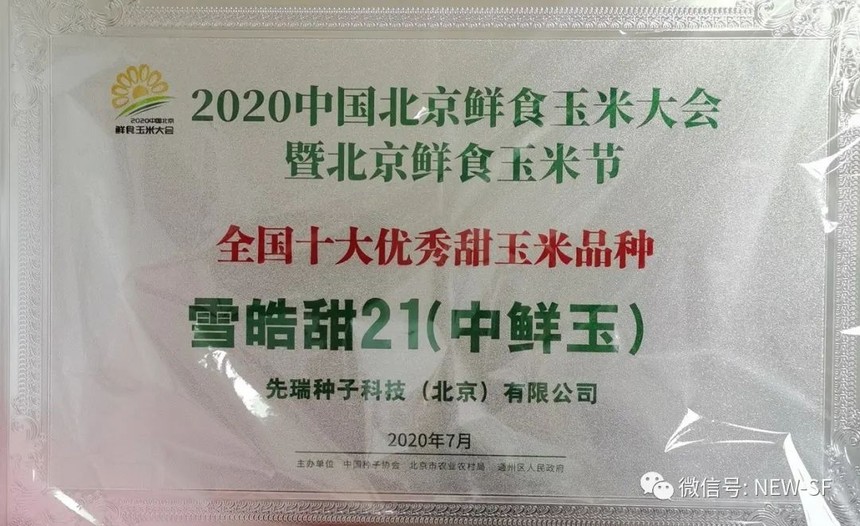 2020中国北京
鲜食玉米大会
2020中国北京鲜食玉米大会
暨北京鲜食玉米节
全国十大优秀甜玉米品种
雪皓甜21(中鲜玉)
先瑞种子科技（北京）有限公司
2020年7月
主办单位 中国种子协会 北京市农业农村局 通州区人民政府
微信号: NEW-SF